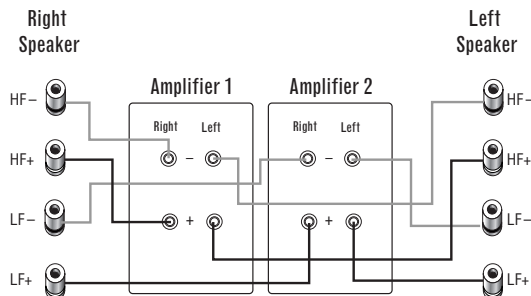 Right
Speaker
Left
Speaker
Amplifier 1
Amplifier 2
HF–
HF–
Right
Left
Right
Left
HF+
– –
HF+
LF–
+ +
LF–
LF+
LF+